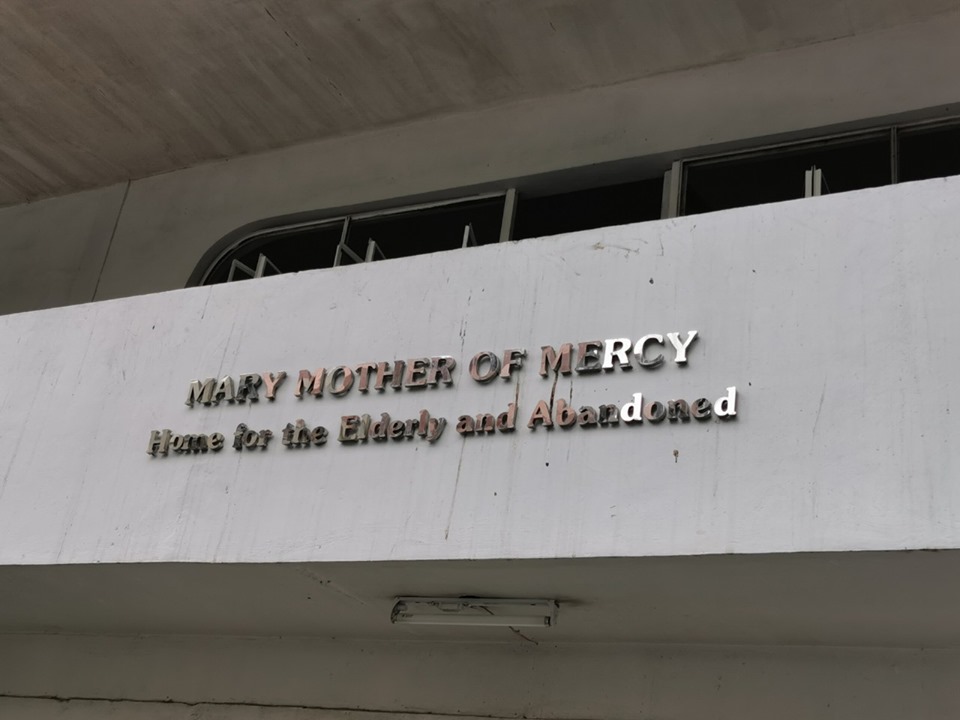 MARY MOTHER OF MERCY
Home for the Elderly and Abandoned